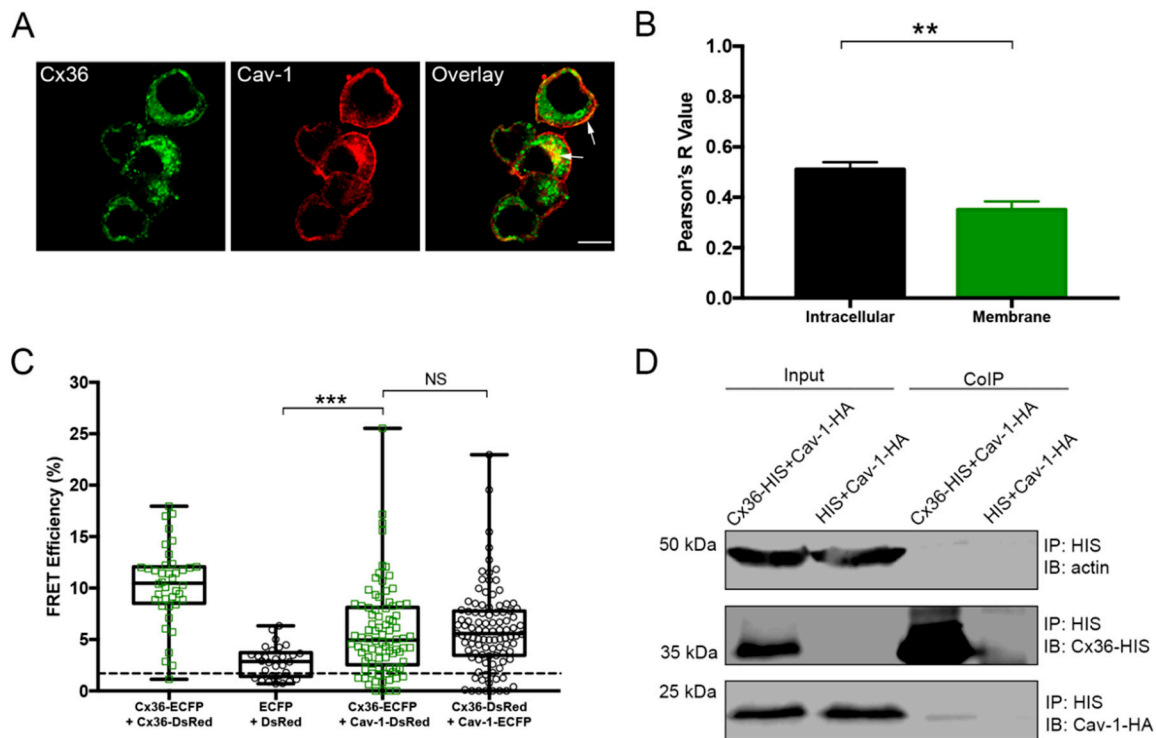 A
Cx36
Cav-1
Overlay
B
**
Pearson's R Value
1.0
0.8
0.6
0.4
0.2
0.0
Intracellular
Membrane
C
NS
***
FRET Efficiency (%)
30
25
20
15
10
5
0
Cx36-ECFP
+ Cx36-DsRed
ECFP
+ DsRed
Cx36-ECFP
+ Cav-1-DsRed
Cx36-DsRed
+ Cav-1-ECFP
D
Input
CoIP
Cx36-HIS+Cav-1-HA
HIS+Cav-1-HA
Cx36-HIS+Cav-1-HA
HIS+Cav-1-HA
50 kDa
IP: HIS
IB: actin
35 kDa
IP: HIS
IB: Cx36-HIS
25 kDa
IP: HIS
IB: Cav-1-HA